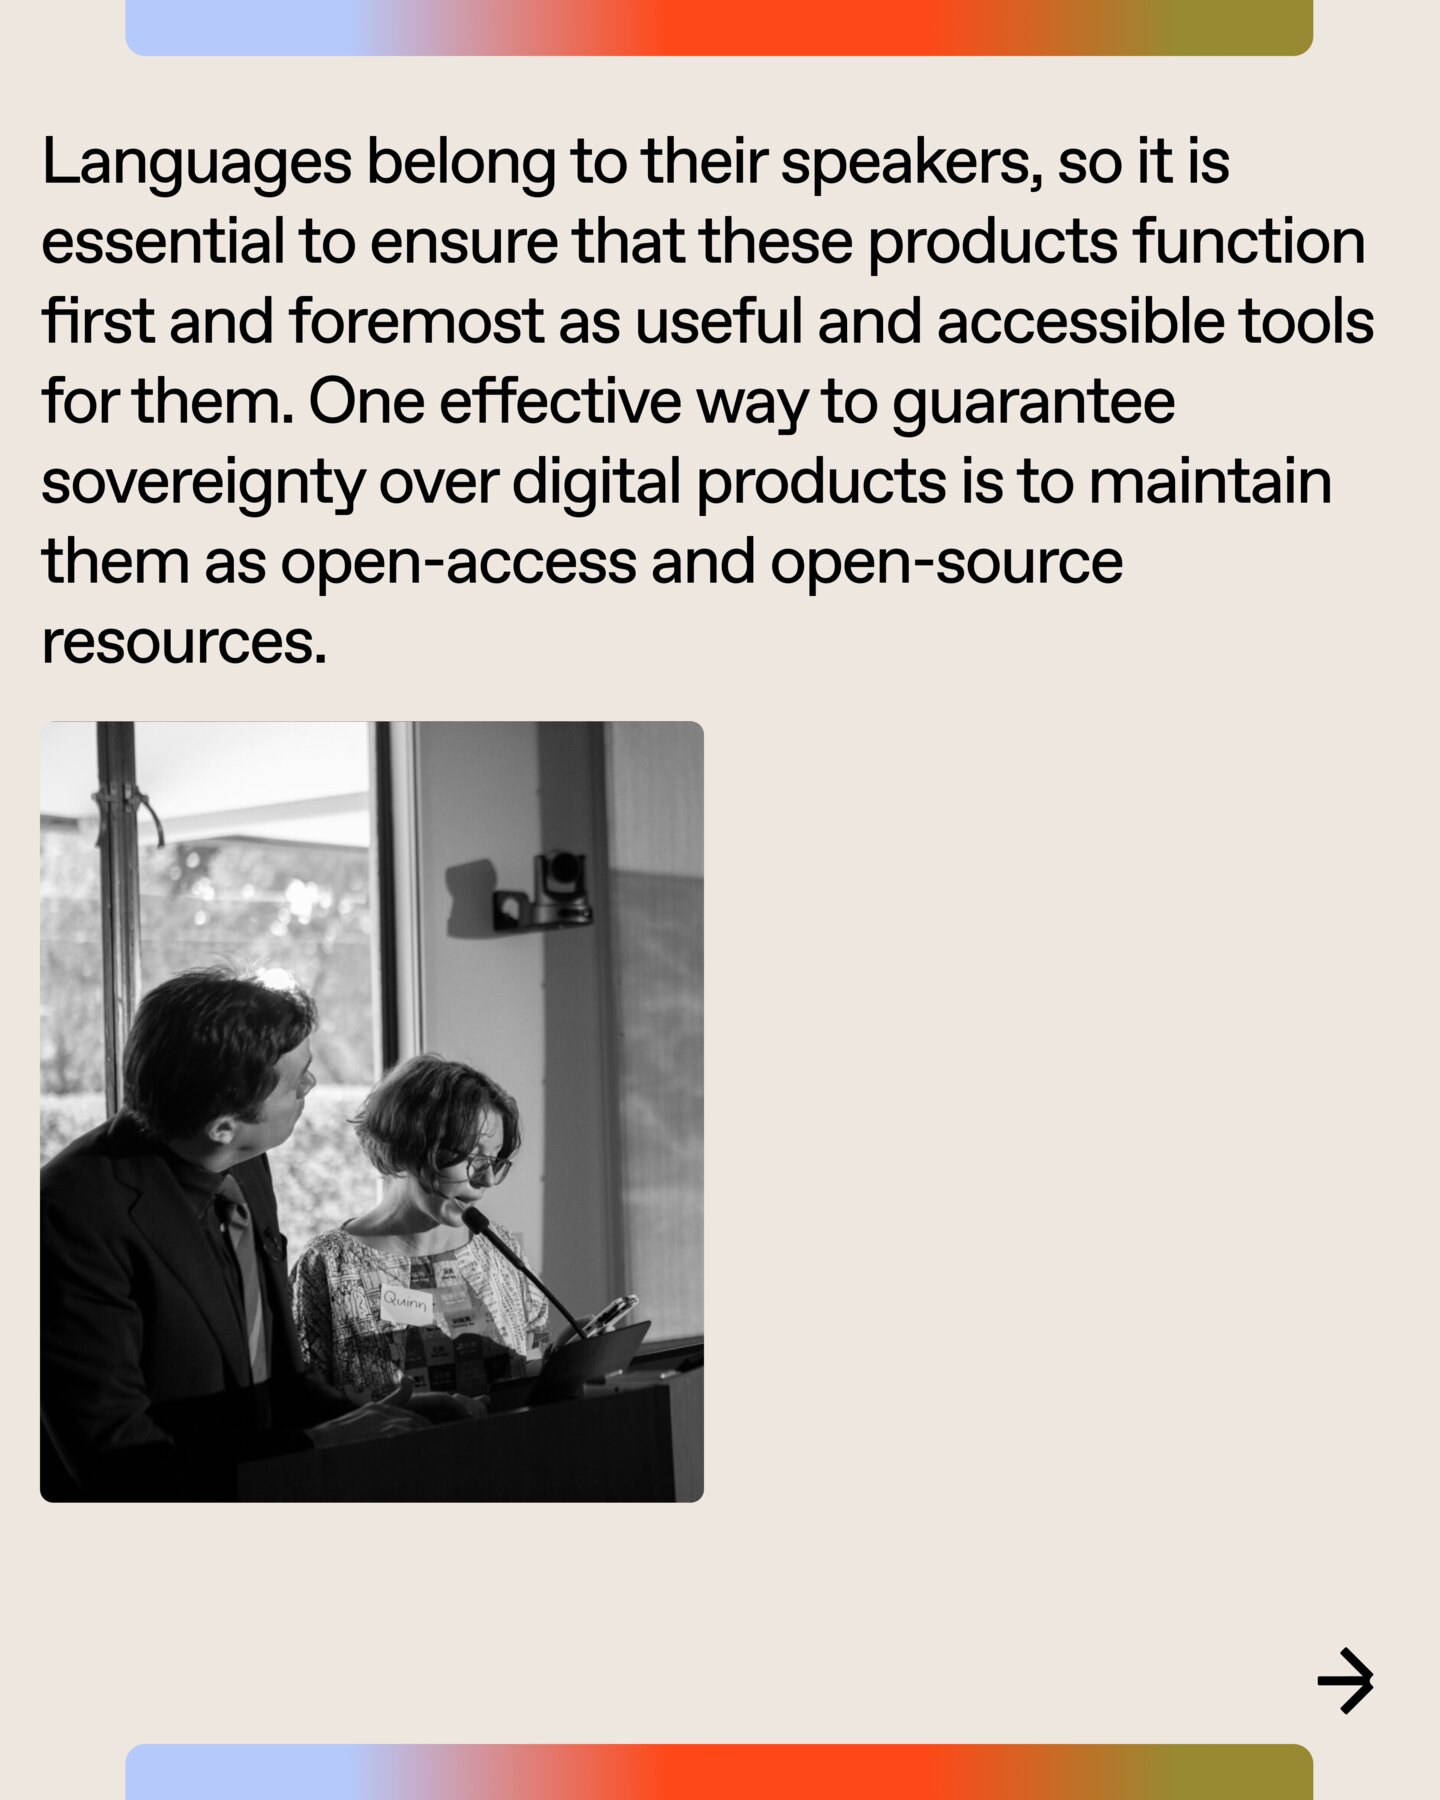 Languages belong to their speakers, so it is
essential to ensure that these products function
first and foremost as useful and accessible tools
for them. One effective way to guarantee
sovereignty over digital products is to maintain
them as open-access and open-source
resources.
Quinn